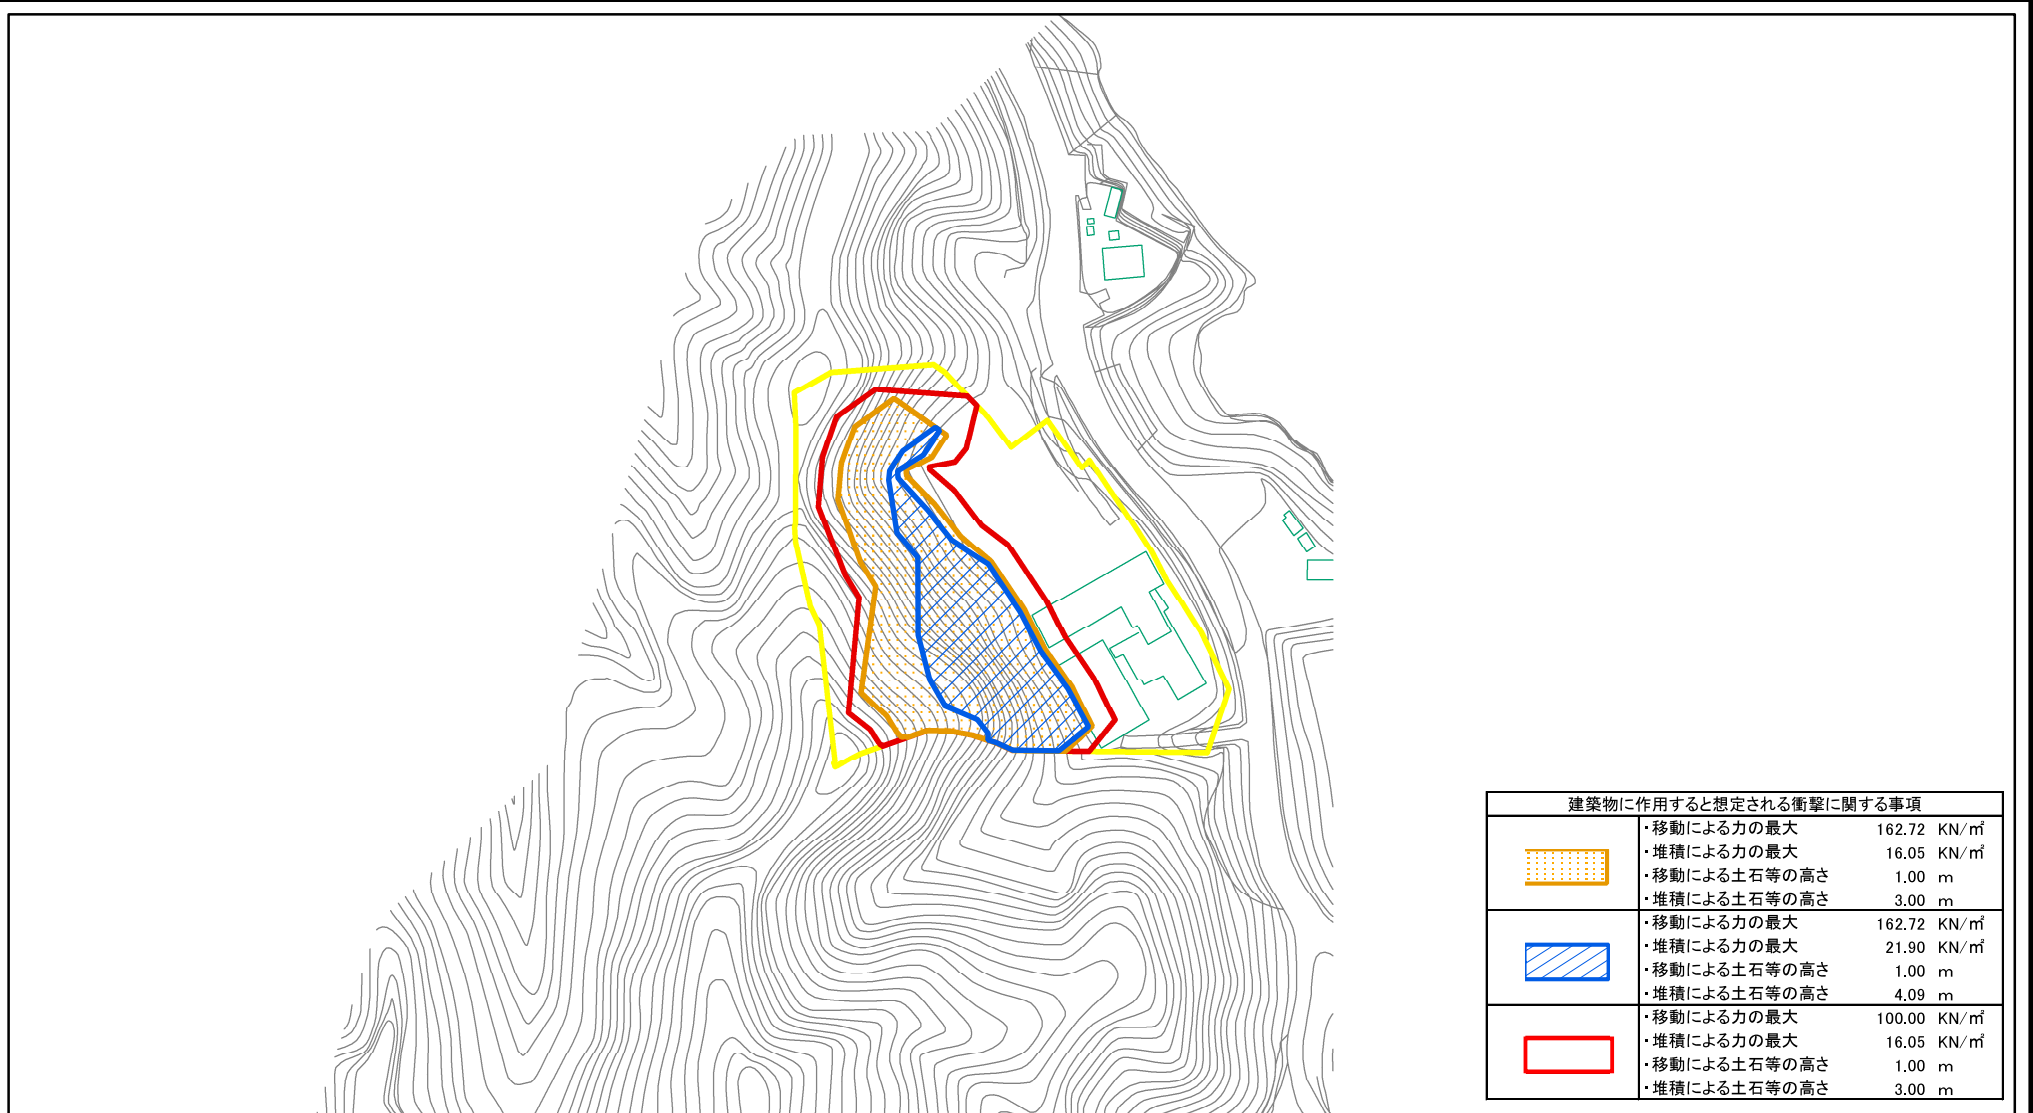 建築物に作用すると想定される衝撃に関する事項
・移動による力の最大 162.72 KN/㎡
・堆積による力の最大 16.05 KN/㎡
・移動による土石等の高さ 1.00 m
・堆積による土石等の高さ 3.00 m
・移動による力の最大 162.72 KN/㎡
・堆積による力の最大 21.90 KN/㎡
・移動による土石等の高さ 1.00 m
・堆積による土石等の高さ 4.09 m
・移動による力の最大 100.00 KN/㎡
・堆積による力の最大 16.05 KN/㎡
・移動による土石等の高さ 1.00 m
・堆積による土石等の高さ 3.00 m